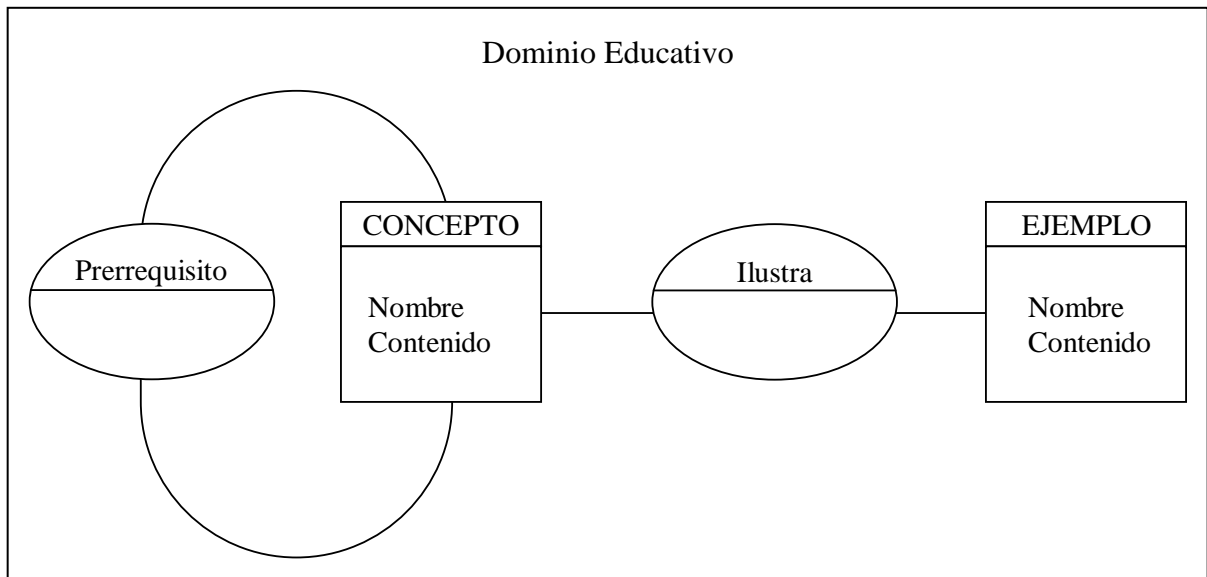 Dominio Educativo
Prerrequisito
CONCEPTO
Nombre
Contenido
Ilustra
EJEMPLO
Nombre
Contenido